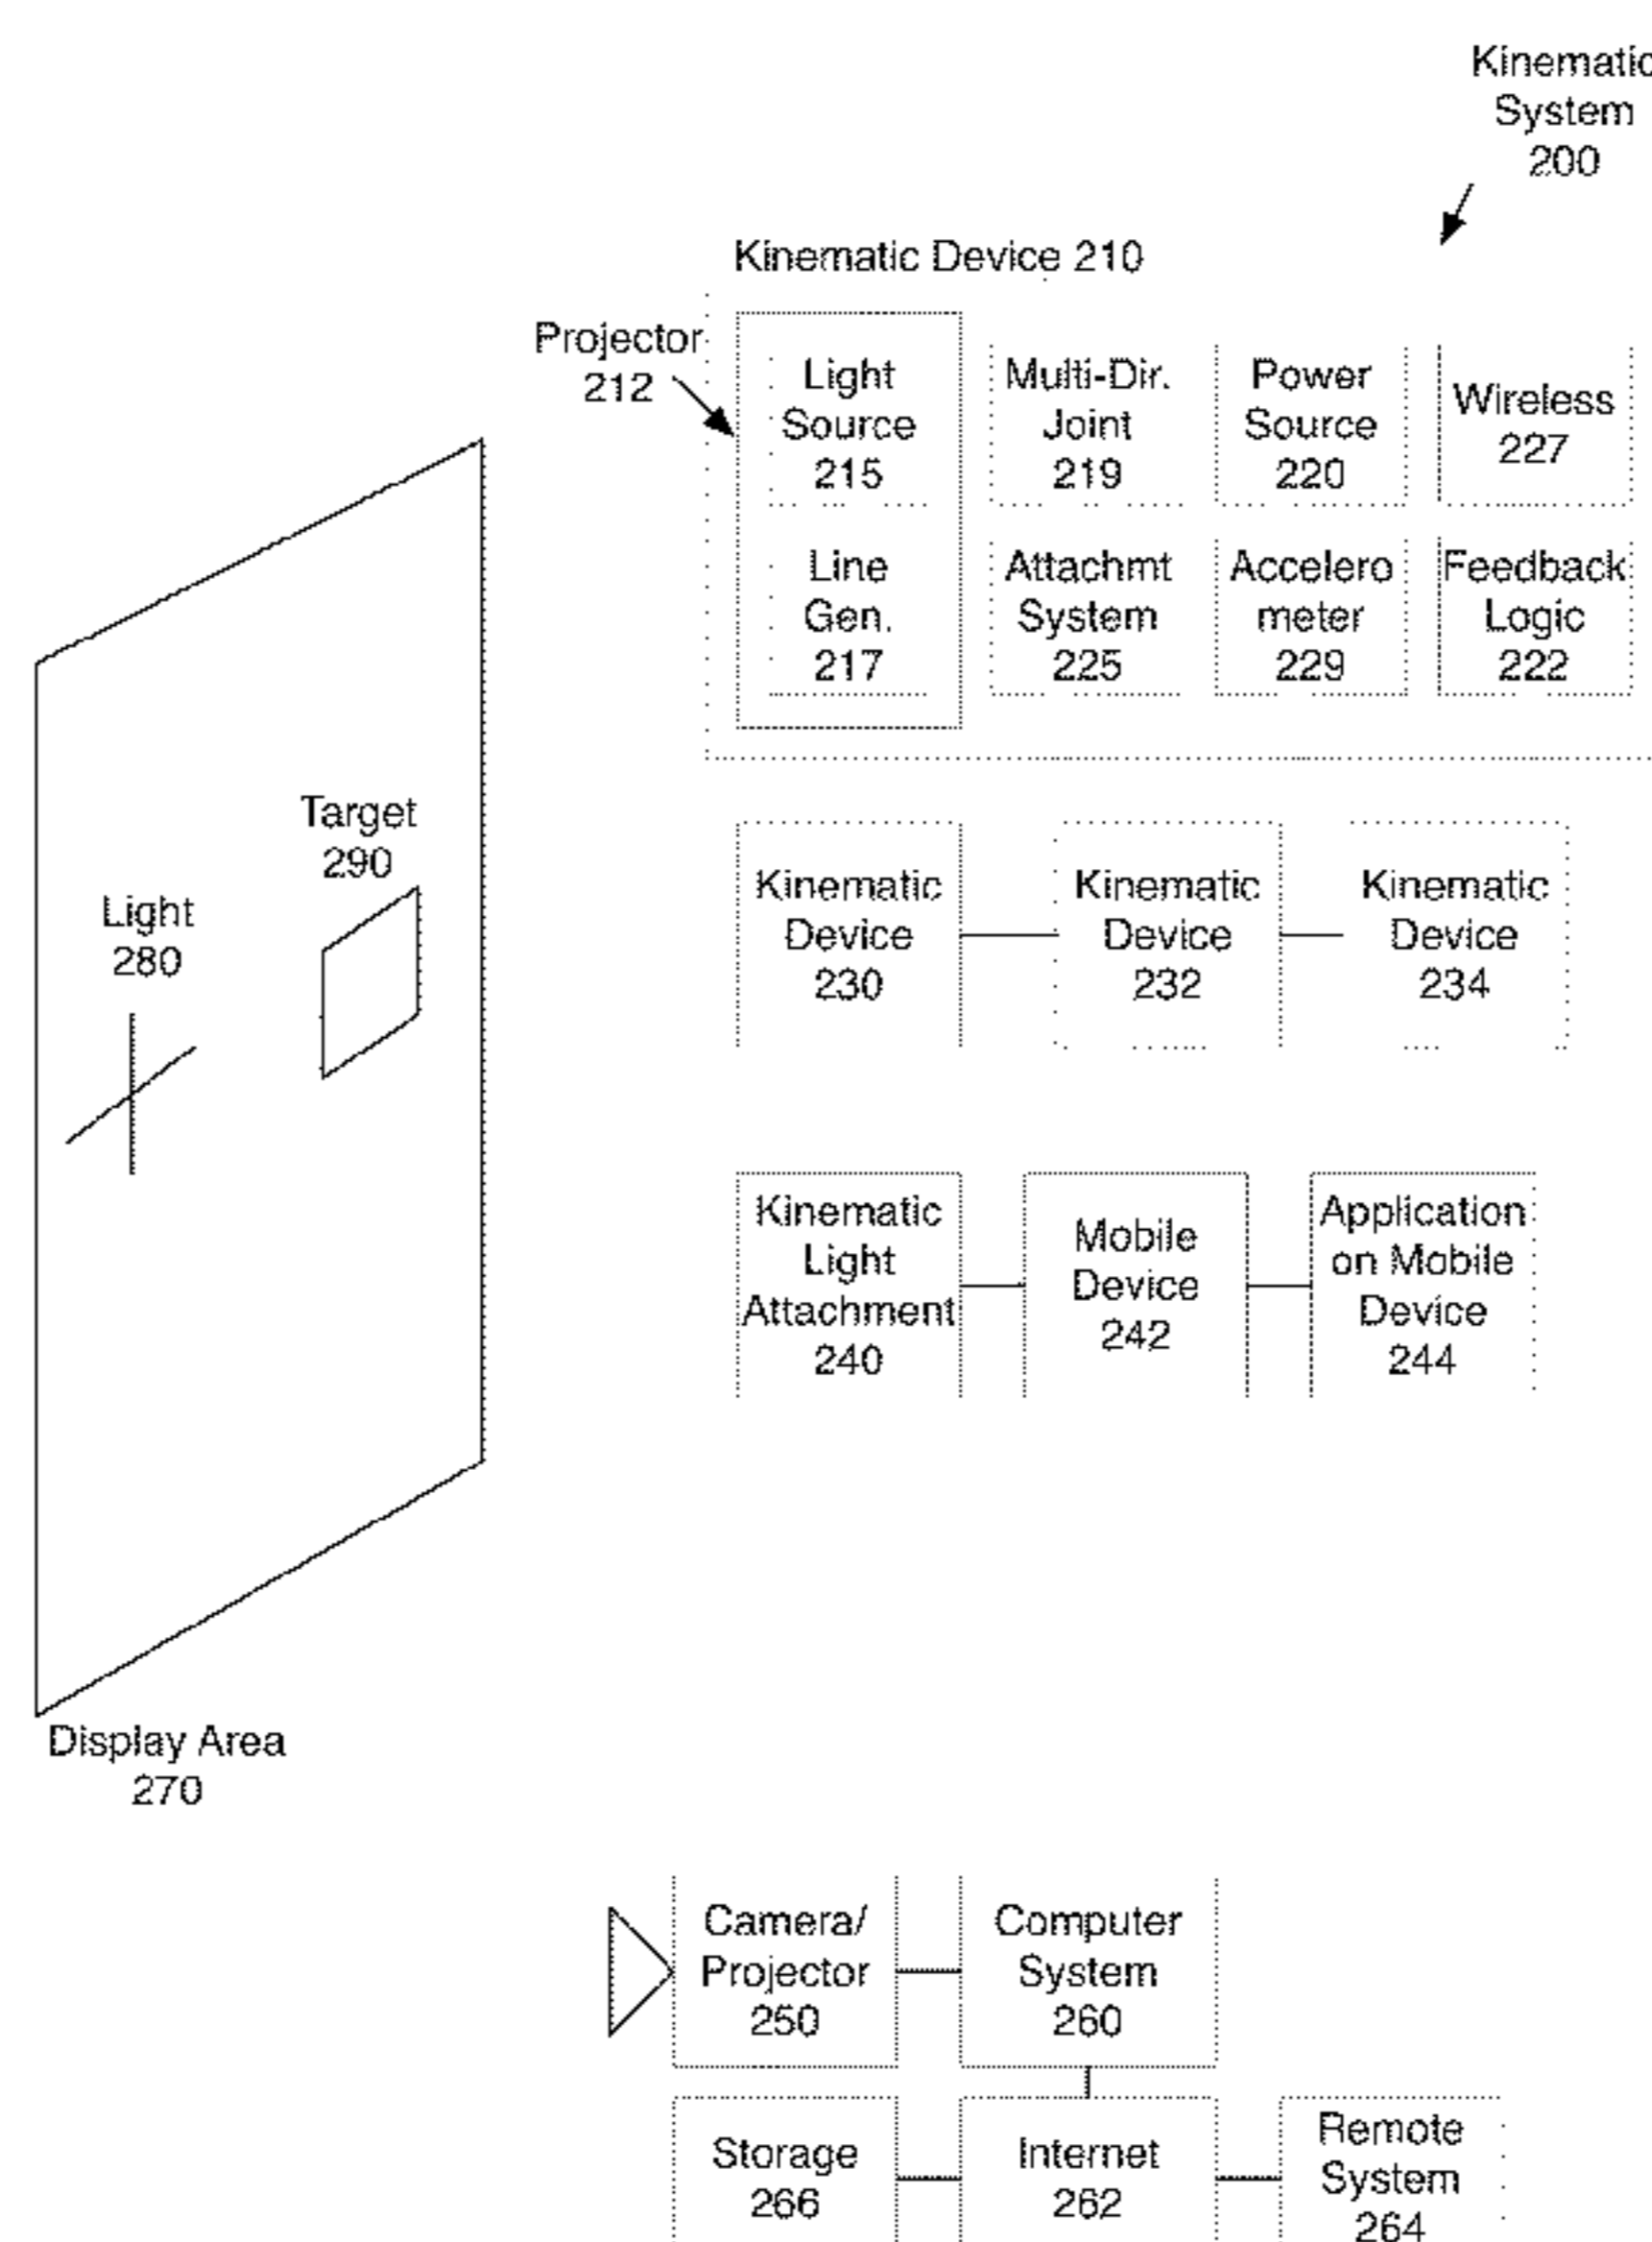 Kinematic
System
200
Kinematic Device 210
Projector
212
Light
Source
215
Multi-Dir.
Joint
219
Power
Source
220
Wireless
227
Line
Gen.
217
Attachmt
System
225
Accelero
meter
229
Feedback
Logic
222
Target
290
Light
280
Kinematic
Device
230
Kinematic
Device
232
Kinematic
Device
234
Kinematic
Light
Attachment
240
Mobile
Device
242
Application
on Mobile
Device
244
Display Area
270
Camera/
Projector
250
Computer
System
260
Storage
266
Internet
262
Remote
System
264